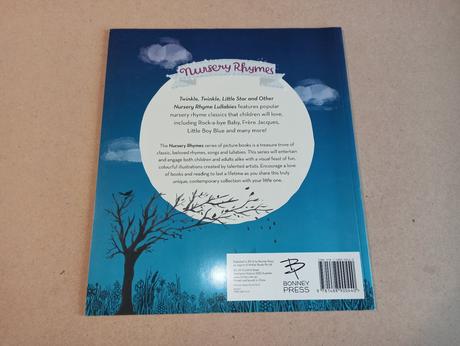 Nursery Rhymes
Twinkle, Twinkle, Little Star and Other
Nursery Rhyme Lullabies features popular
nursery rhyme classics that children will love,
including Rock-a-bye Baby, Frère Jacques,
Little Boy Blue and many more!
The Nursery Rhymes series of picture books is a treasure trove of
classic, beloved rhymes, songs and lullabies. This series will entertain and
engage both children and adults alike with a visual feast of fun,
colourful illustrations created by talented artists. Encourage a love
of books and reading to last a lifetime as you share this truly
unique, contemporary collection with your little one.
BONNEY
PRESS